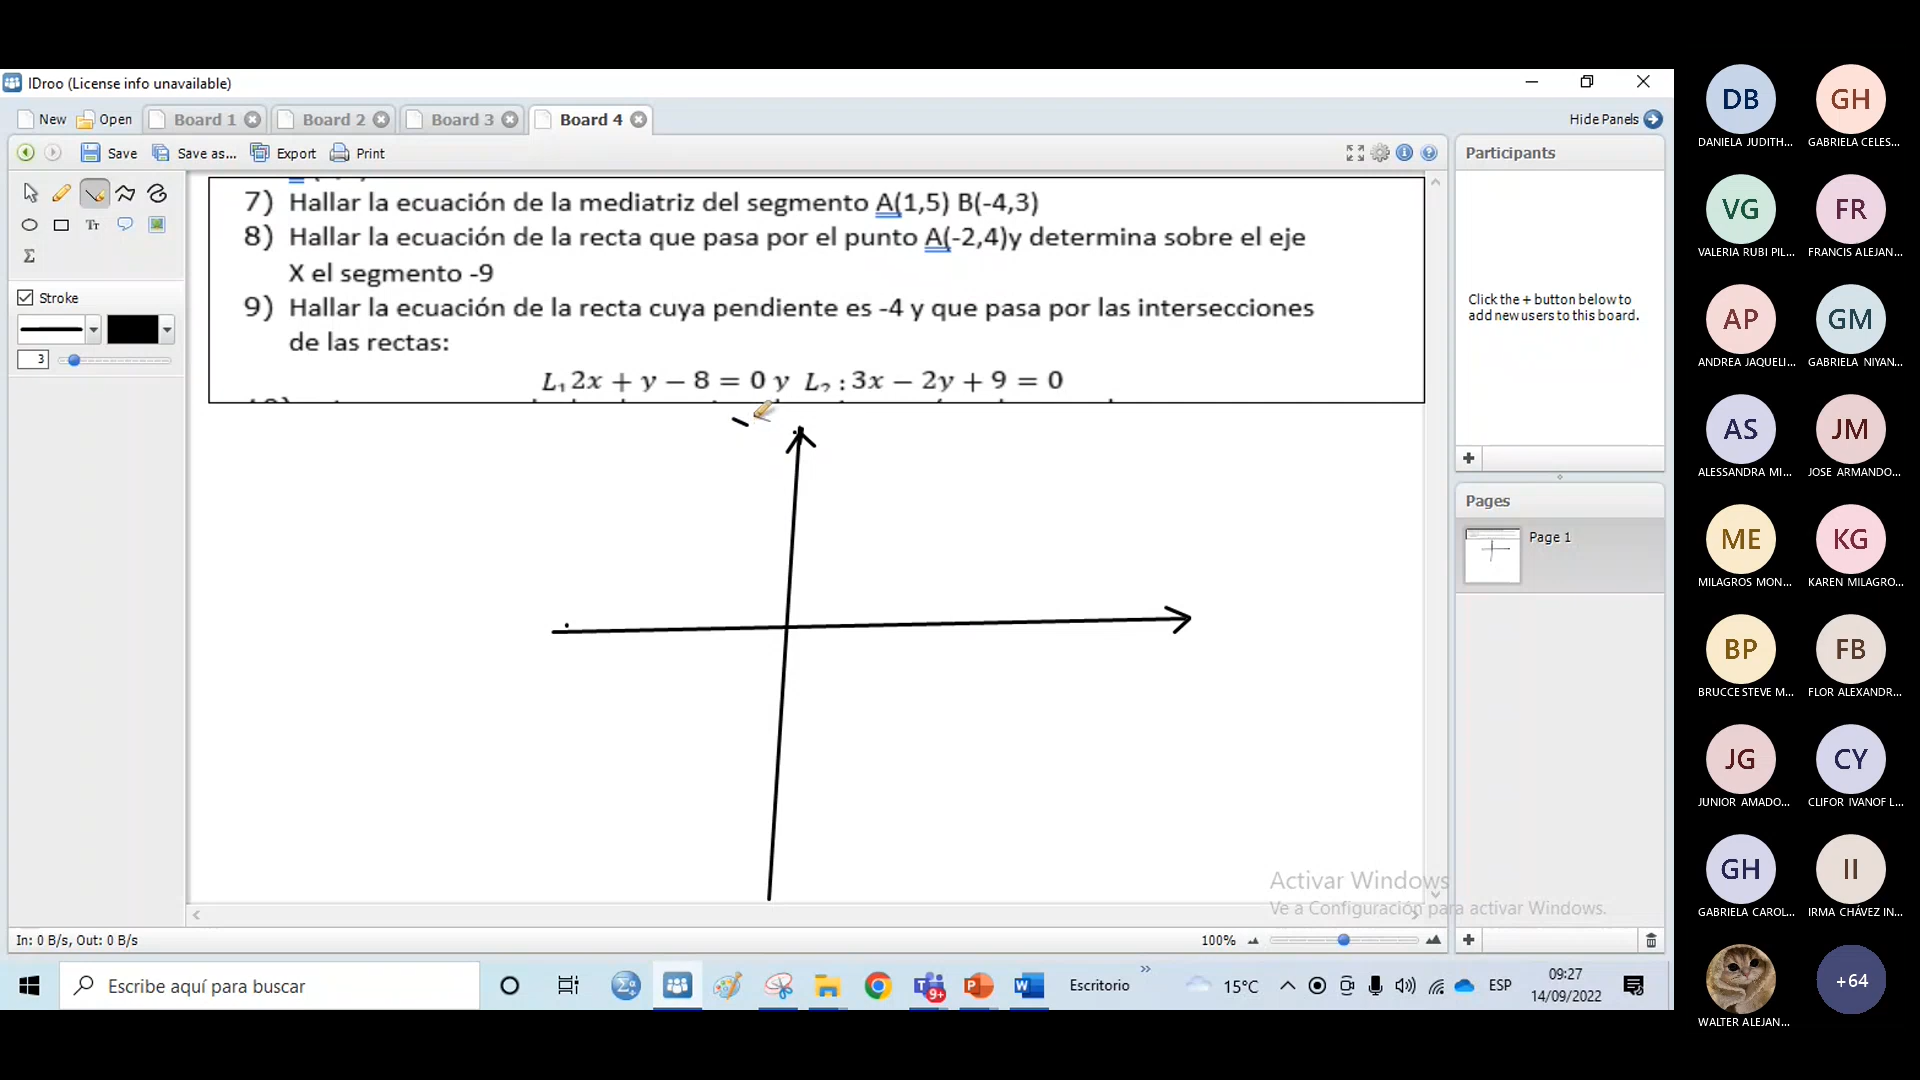 IDroo (License info unavailable)
New Open Board 1 Board 2 Board 3 Board 4 Hide Panels
Save Save as... Export Print
Participants
Click the + button below to
add new users to this board.
Tr
Σ
Stroke
3
7) Hallar la ecuación de la mediatriz del segmento A(1,5) B(-4,3)
8) Hallar la ecuación de la recta que pasa por el punto A(-2,4)y determina sobre el eje
X el segmento -9
9) Hallar la ecuación de la recta cuya pendiente es -4 y que pasa por las intersecciones
de las rectas:
L₁ 2x + y − 8 = 0 y L₂ : 3x − 2y + 9 = 0
Pages
Page 1
Activar Windows
Ve a Configuración para activar Windows.
In: 0 B/s, Out: 0 B/s
100%
Escribe aquí para buscar
9+
Escritorio
»
15°C
ESP
09:27
14/09/2022
DB GH
DANIELA JUDITH... GABRIELA CELES...
VG FR
VALERIA RUBI PIL... FRANCIS ALEJAN...
AP GM
ANDREA JAQUELI... GABRIELA NIYAN...
AS JM
ALESSANDRA MI... JOSE ARMANDO...
ME KG
MILAGROS MON... KAREN MILAGRO...
BP FB
BRUCCE STEVE M... FLOR ALEXANDR...
JG CY
JUNIOR AMADO... CLIFOR IVANOF L...
GH II
GABRIELA CAROL... IRMA CHÁVEZ IN...
+64
WALTER ALEJAN...